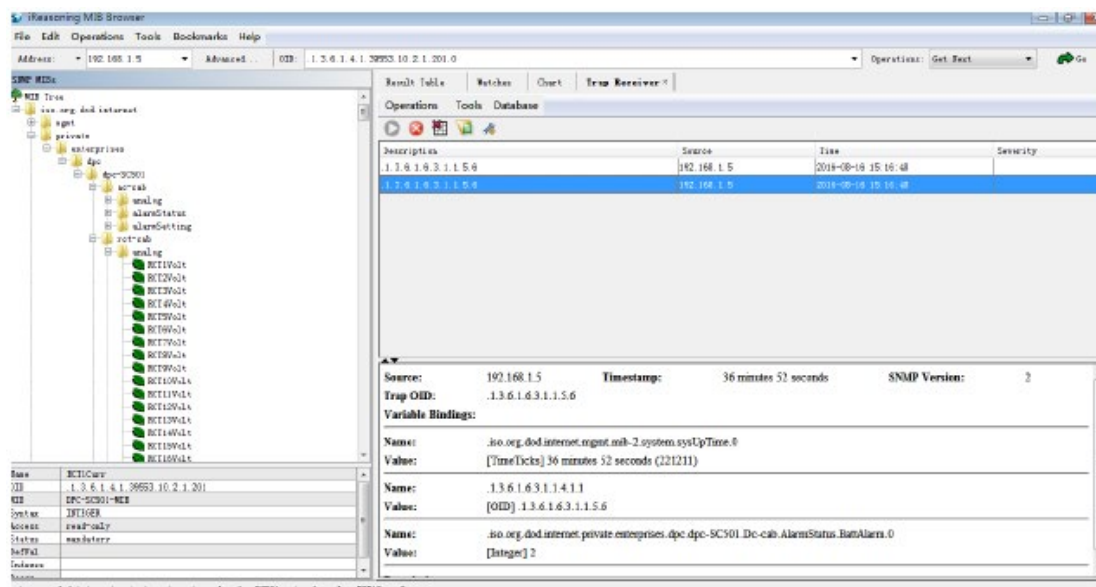 iReasoning MIB Browser
File Edit Operations Tools Bookmarks Help
Address: 192.168.1.5 Advanced... OID: .1.3.6.1.4.1.39553.10.2.1.201.0 Operations: Get Next Go
SNMP MIBs
MIB Tree
iso.org.dod.internet
mgmt
private
enterprises
dpc
dpc-SC501
ac-cab
analog
alarmStatus
alarmSetting
rct-cab
analog
RCT1Volt
RCT2Volt
RCT3Volt
RCT4Volt
RCT5Volt
RCT6Volt
RCT7Volt
RCT8Volt
RCT9Volt
RCT10Volt
RCT11Volt
RCT12Volt
RCT13Volt
RCT14Volt
RCT15Volt
RCT16Volt
Name RCT1Curr
OID .1.3.6.1.4.1.39553.10.2.1.201
MIB DPC-SC501-MIB
Syntax INTEGER
Access read-only
Status mandatory
DefVal
Indexes
Result Table Watches Chart Trap Receiver
Operations Tools Database
Description Source Time Severity
.1.3.6.1.6.3.1.1.5.6 192.168.1.5 2016-08-16 15:16:48
.1.3.6.1.6.3.1.1.5.6 192.168.1.5 2016-08-16 15:16:48
Source: 192.168.1.5 Timestamp: 36 minutes 52 seconds SNMP Version: 2
Trap OID: .1.3.6.1.6.3.1.1.5.6
Variable Bindings:
Name: .iso.org.dod.internet.mgmt.mib-2.system.sysUpTime.0
Value: [TimeTicks] 36 minutes 52 seconds (221211)
Name: .1.3.6.1.6.3.1.1.4.1.1
Value: [OID] .1.3.6.1.6.3.1.1.5.6
Name: .iso.org.dod.internet.private.enterprises.dpc.dpc-SC501.Dc-cab.AlarmStatus.BattAlarm.0
Value: [Integer] 2